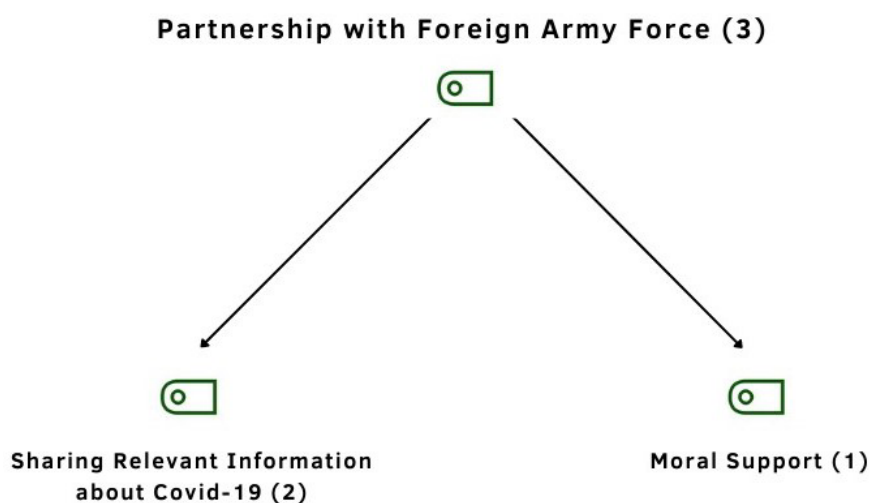 Partnership with Foreign Army Force (3)
Sharing Relevant Information
about Covid-19 (2)
Moral Support (1)